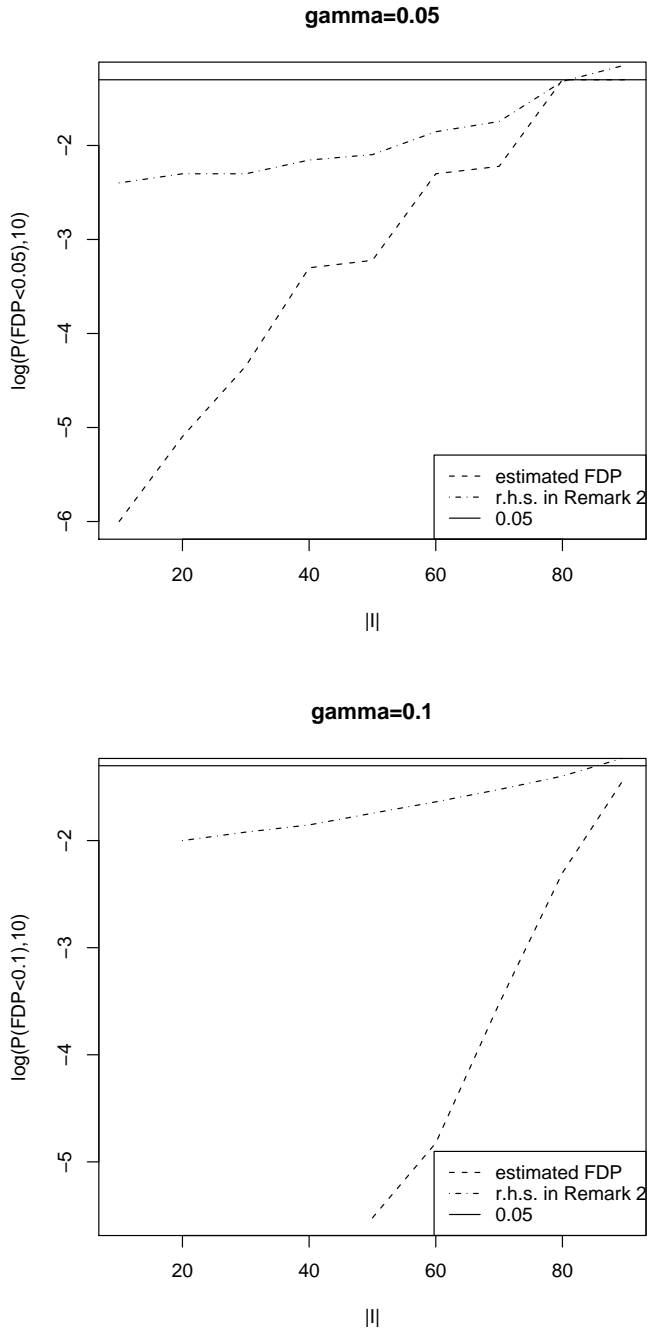 gamma=0.05
log(P(FDP<0.05),10)
−2
−3
−4
−5
−6
20 40 60 80
|I|
estimated FDP
r.h.s. in Remark 2
0.05
gamma=0.1
log(P(FDP<0.1),10)
−2
−3
−4
−5
20 40 60 80
|I|
estimated FDP
r.h.s. in Remark 2
0.05